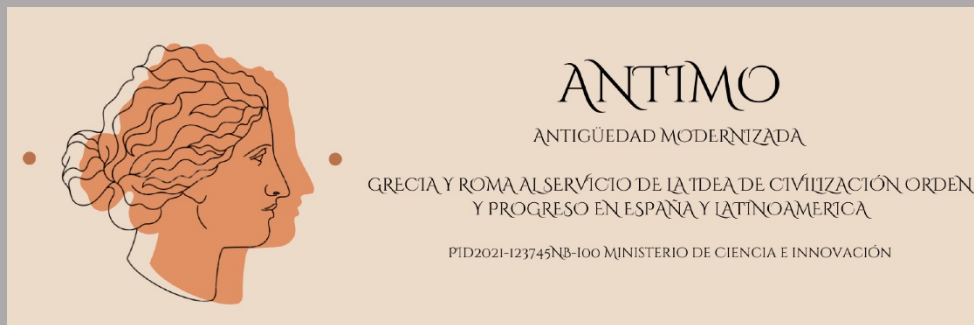 ANTIMO
ANTIGÜEDAD MODERNIZADA
GRECIA Y ROMA AL SERVICIO DE LA IDEA DE CIVILIZACIÓN ORDEN
Y PROGRESO EN ESPAÑA Y LATINOAMERICA
PID2021-123745NB-I00 MINISTERIO DE CIENCIA E INNOVACIÓN